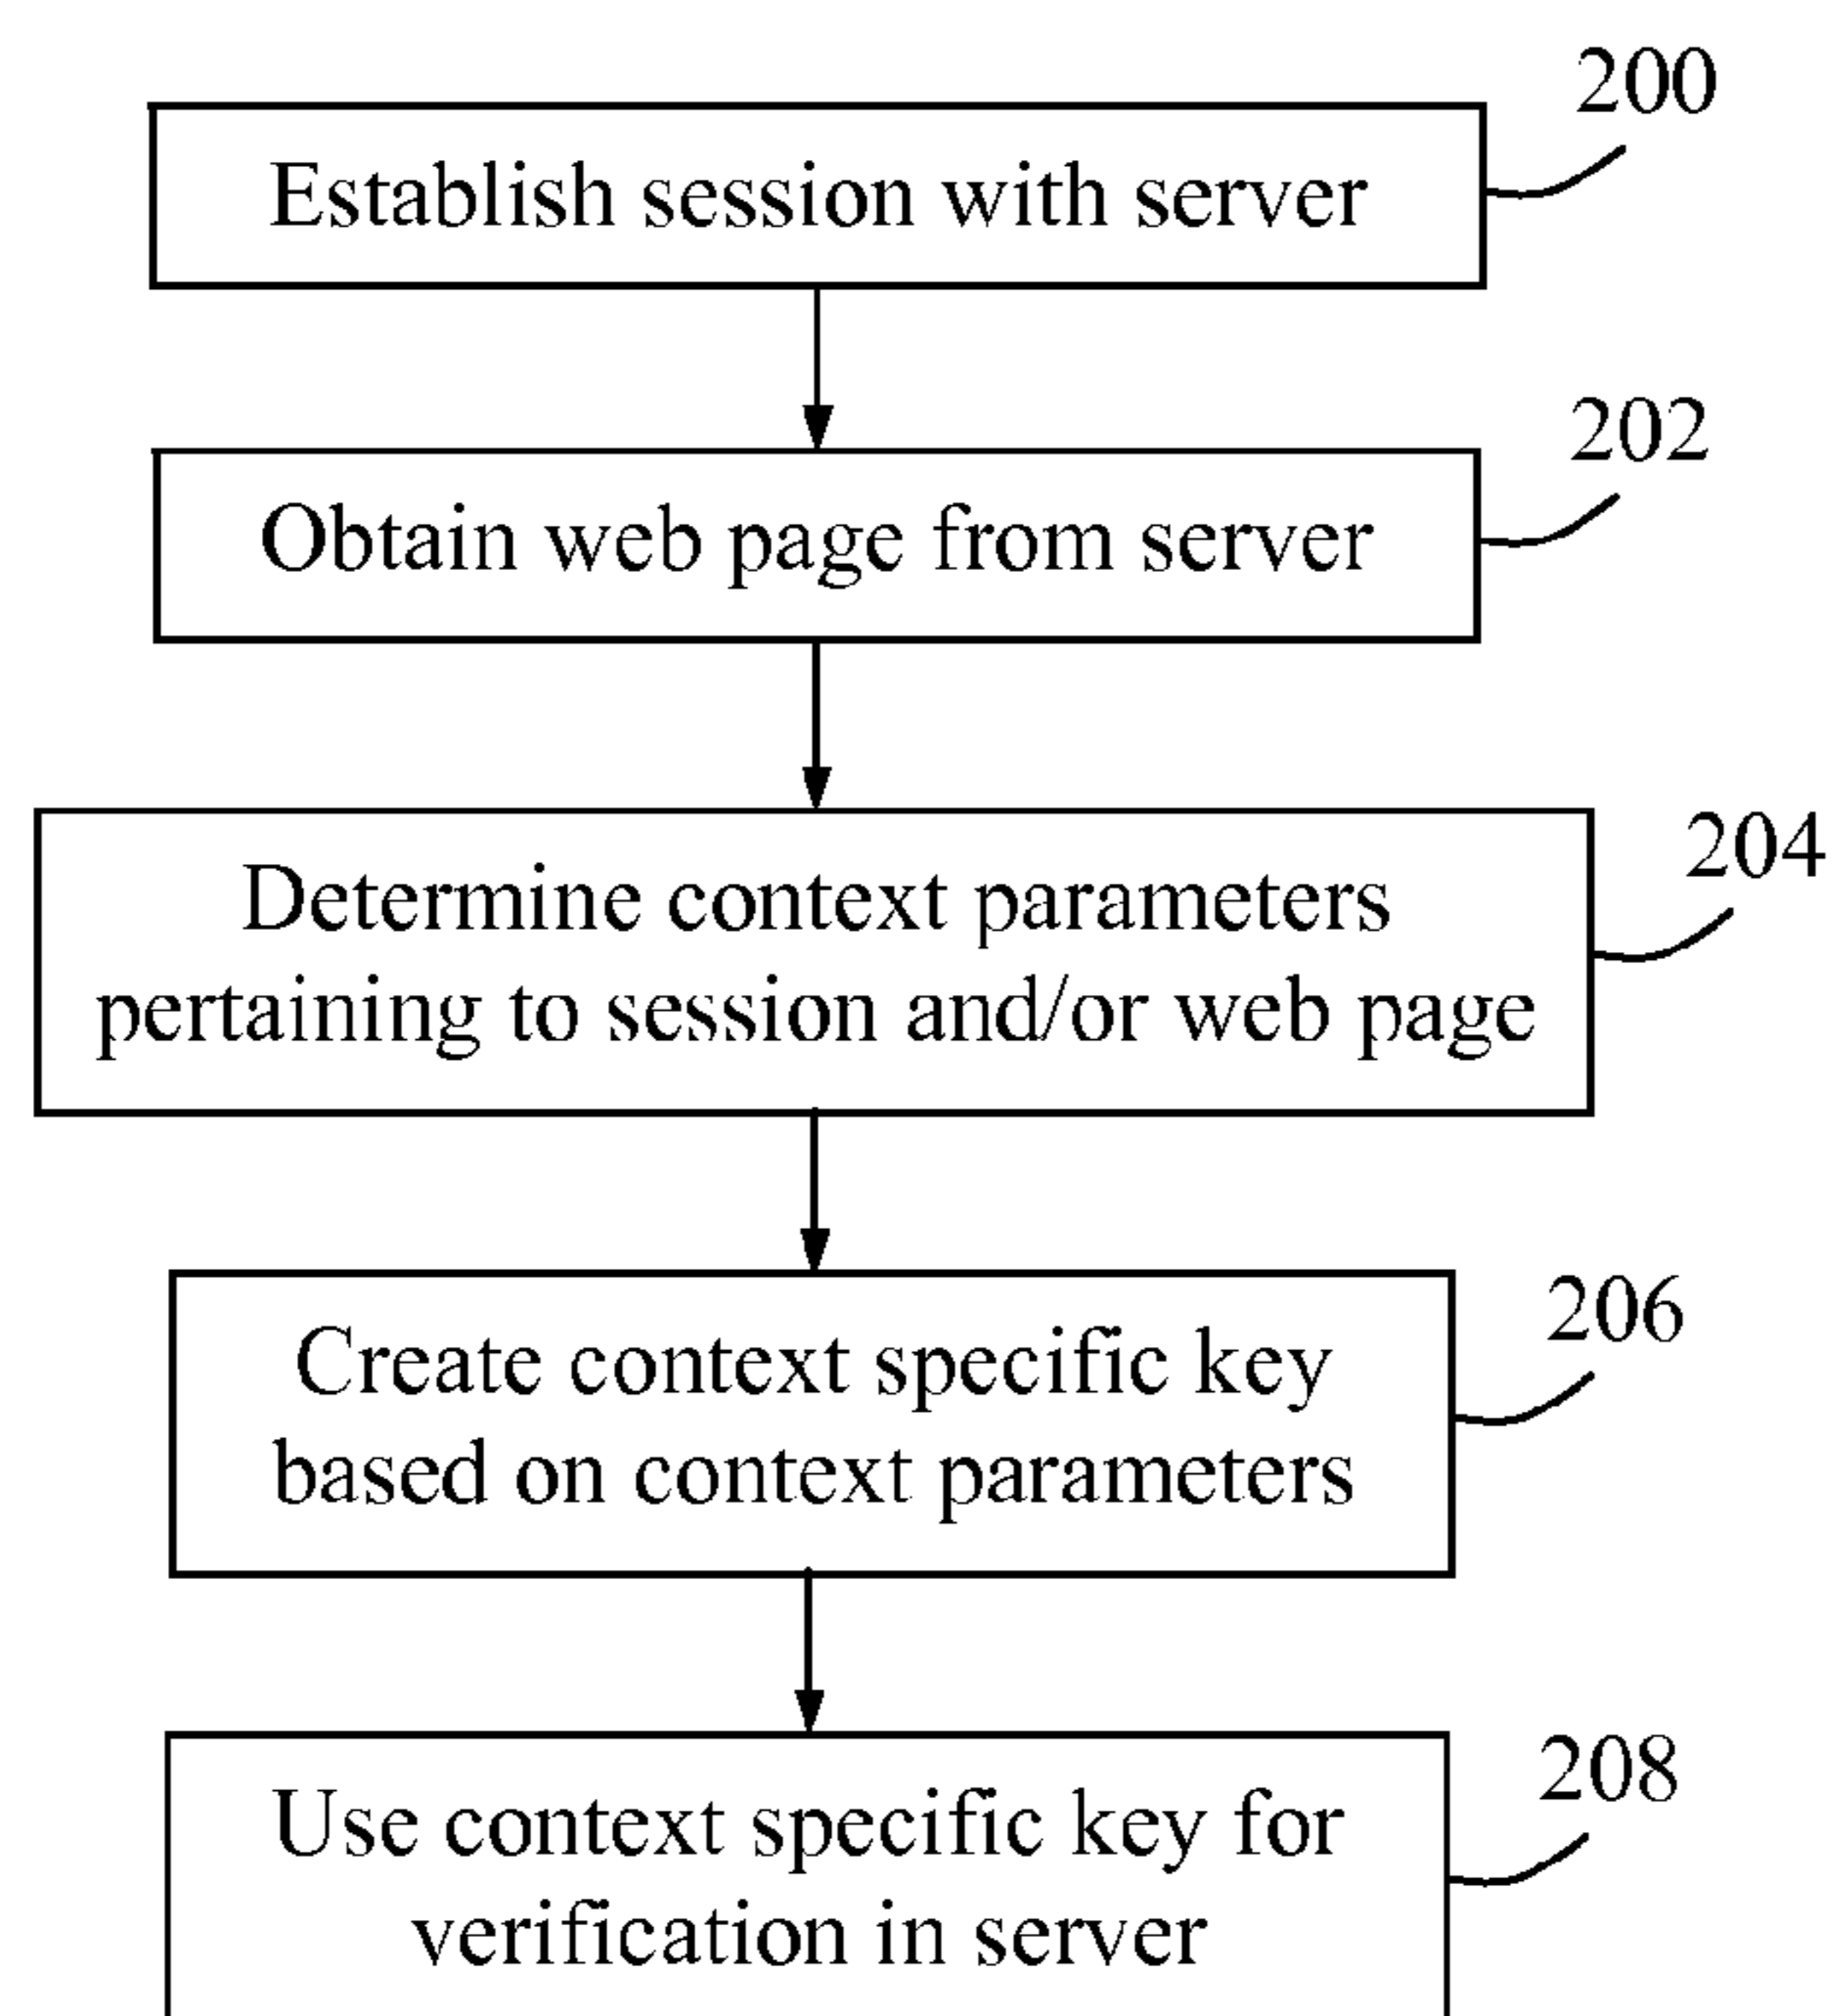 200
Establish session with server
202
Obtain web page from server
204
Determine context parameters
pertaining to session and/or web page
206
Create context specific key
based on context parameters
208
Use context specific key for
verification in server